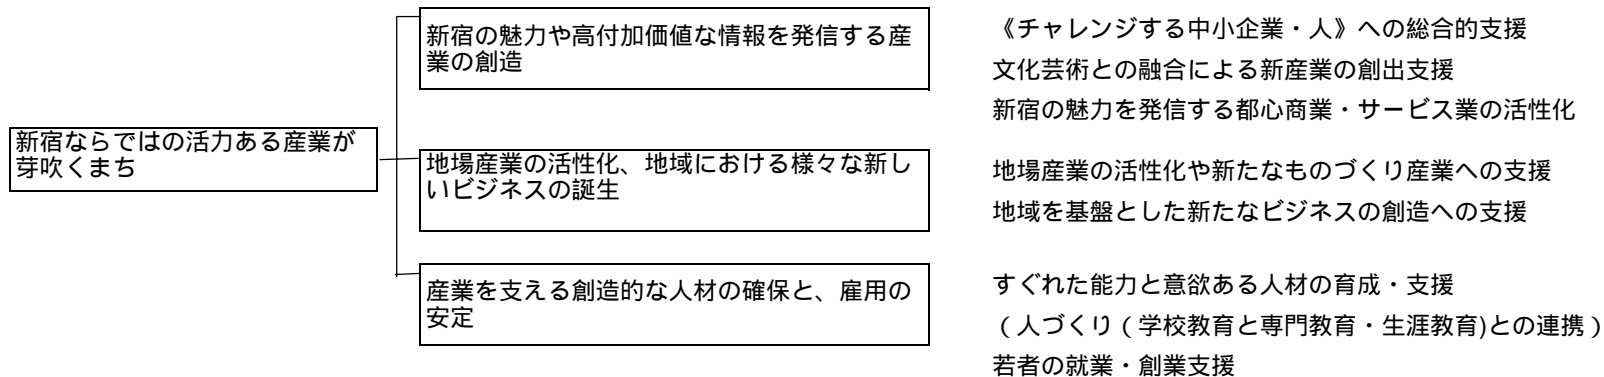 新宿ならではの活力ある産業が
芽吹くまち
新宿の魅力や高付加価値な情報を発信する産
業の創造
《チャレンジする中小企業・人》への総合的支援
文化芸術との融合による新産業の創出支援
新宿の魅力を発信する都心商業・サービス業の活性化
地場産業の活性化、地域における様々な新し
いビジネスの誕生
地場産業の活性化や新たなものづくり産業への支援
地域を基盤とした新たなビジネスの創造への支援
産業を支える創造的な人材の確保と、雇用の
安定
すぐれた能力と意欲ある人材の育成・支援
（人づくり（学校教育と専門教育・生涯教育)との連携）
若者の就業・創業支援